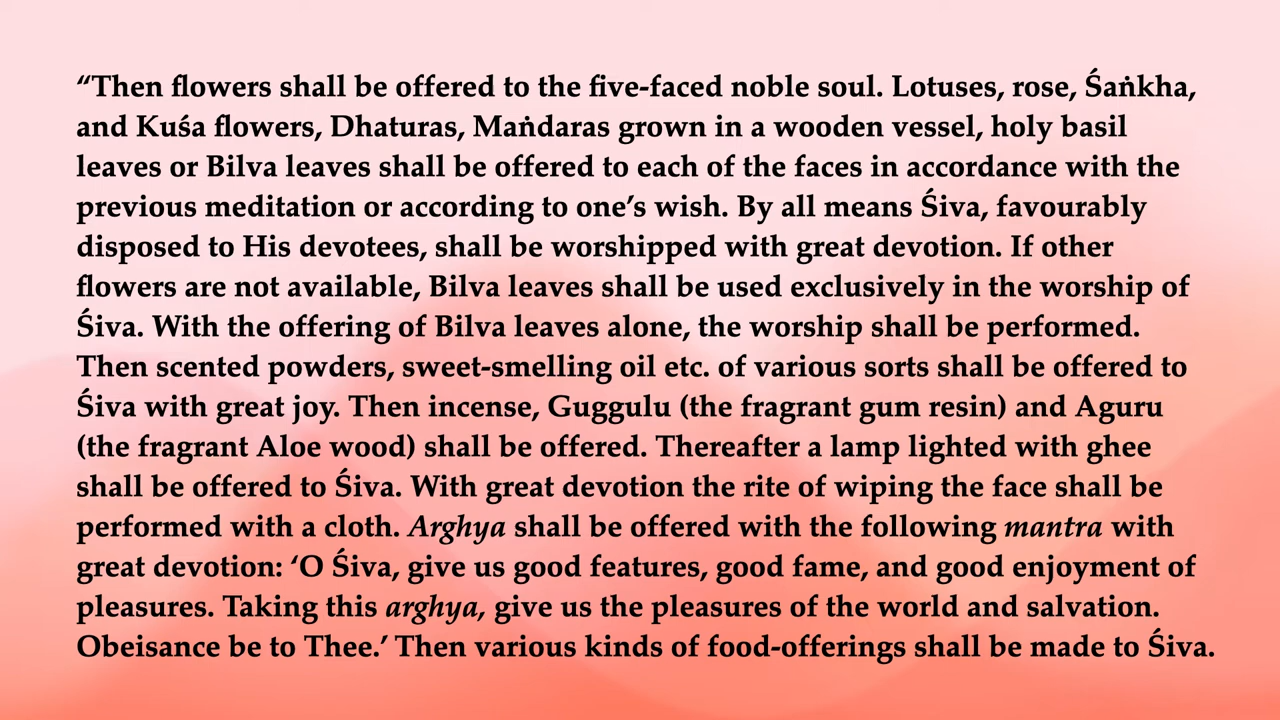 “Then flowers shall be offered to the five-faced noble soul. Lotuses, rose, Śaṅkha,
and Kuśa flowers, Dhaturas, Maṅdaras grown in a wooden vessel, holy basil
leaves or Bilva leaves shall be offered to each of the faces in accordance with the
previous meditation or according to one’s wish. By all means Śiva, favourably
disposed to His devotees, shall be worshipped with great devotion. If other
flowers are not available, Bilva leaves shall be used exclusively in the worship of
Śiva. With the offering of Bilva leaves alone, the worship shall be performed.
Then scented powders, sweet-smelling oil etc. of various sorts shall be offered to
Śiva with great joy. Then incense, Guggulu (the fragrant gum resin) and Aguru
(the fragrant Aloe wood) shall be offered. Thereafter a lamp lighted with ghee
shall be offered to Śiva. With great devotion the rite of wiping the face shall be
performed with a cloth. Arghya shall be offered with the following mantra with
great devotion: ‘O Śiva, give us good features, good fame, and good enjoyment of
pleasures. Taking this arghya, give us the pleasures of the world and salvation.
Obeisance be to Thee.’ Then various kinds of food-offerings shall be made to Śiva.